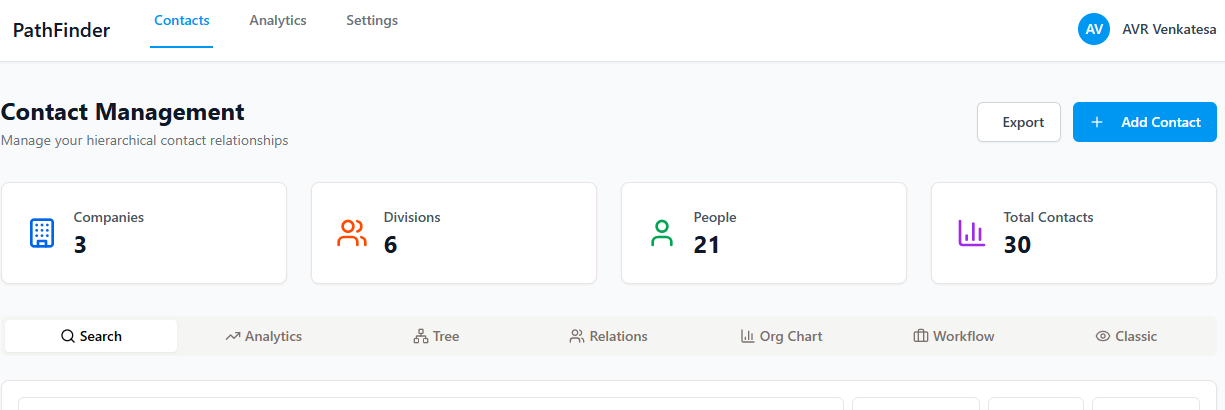 PathFinder
Contacts
Analytics
Settings
AV
AVR Venkatesa
Contact Management
Manage your hierarchical contact relationships
Export
+ Add Contact
Companies
3
Divisions
6
People
21
Total Contacts
30
Search
Analytics
Tree
Relations
Org Chart
Workflow
Classic